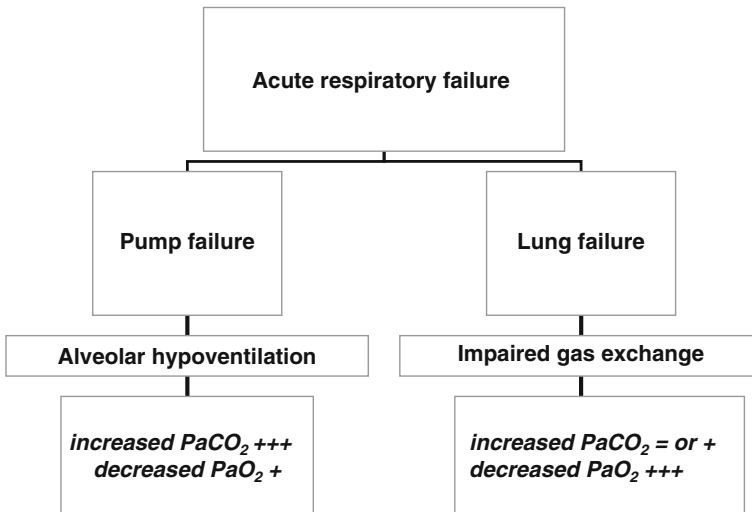 Acute respiratory failure
Pump failure
Lung failure
Alveolar hypoventilation
Impaired gas exchange
increased PaCO₂ +++
decreased PaO₂ +
increased PaCO₂ = or +
decreased PaO₂ +++